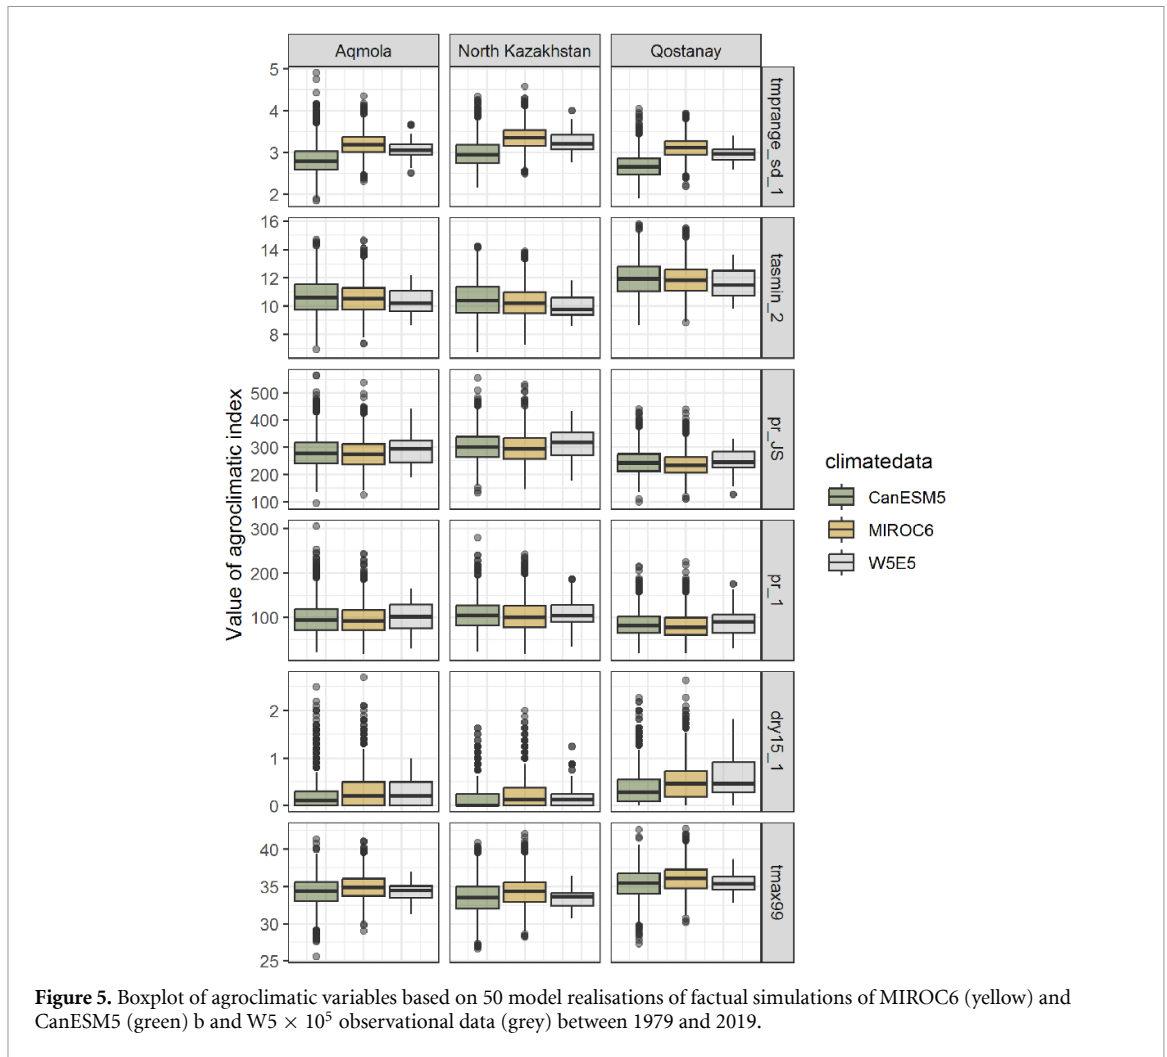 Aqmola North Kazakhstan Qostanay
5
4
3
2
tmprange_sd_1
16
14
12
10
8
tasmin_2
500
400
300
200
100
pr_JS
300
200
100
pr_1
2
1
0
dry15_1
40
35
30
25
tmax99
Value of agroclimatic index
climatedata
CanESM5
MIROC6
W5E5
Figure 5. Boxplot of agroclimatic variables based on 50 model realisations of factual simulations of MIROC6 (yellow) and
CanESM5 (green) b and W5 × 10⁵ observational data (grey) between 1979 and 2019.